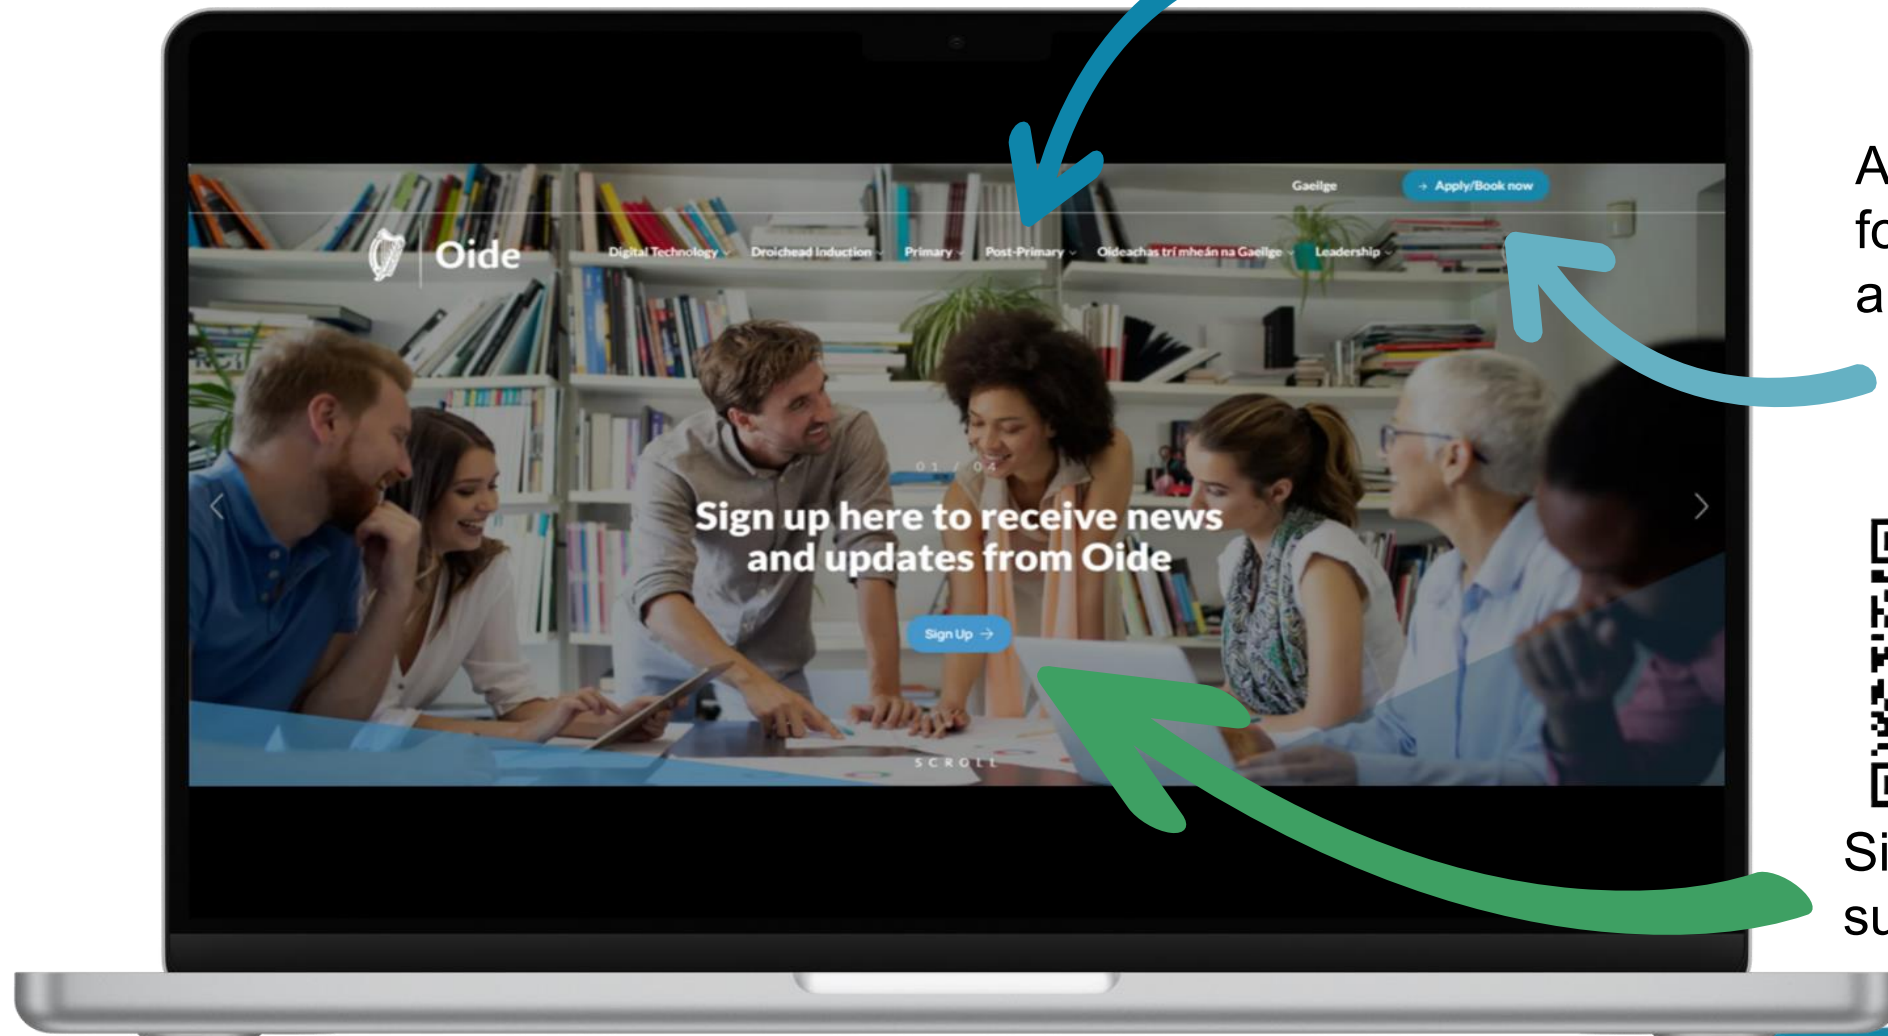 Gaeilge
→ Apply/Book now
Oide
Digital Technology
Droichead Induction
Primary
Post-Primary
Oideachas trí mheán na Gaeilge
Leadership
01 / 04
Sign up here to receive news
and updates from Oide
Sign Up →
SCROLL